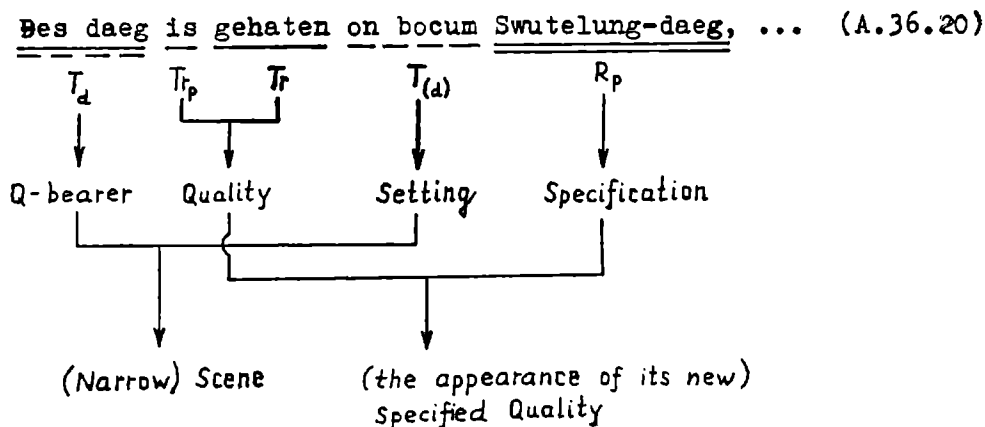 Ðes daeg is gehaten on bocum Swutelung-daeg, ... (A.36.20)
T_d Tr_p Tr T_(d) R_p
Q-bearer Quality Setting Specification
(Narrow) Scene (the appearance of its new)
Specified Quality